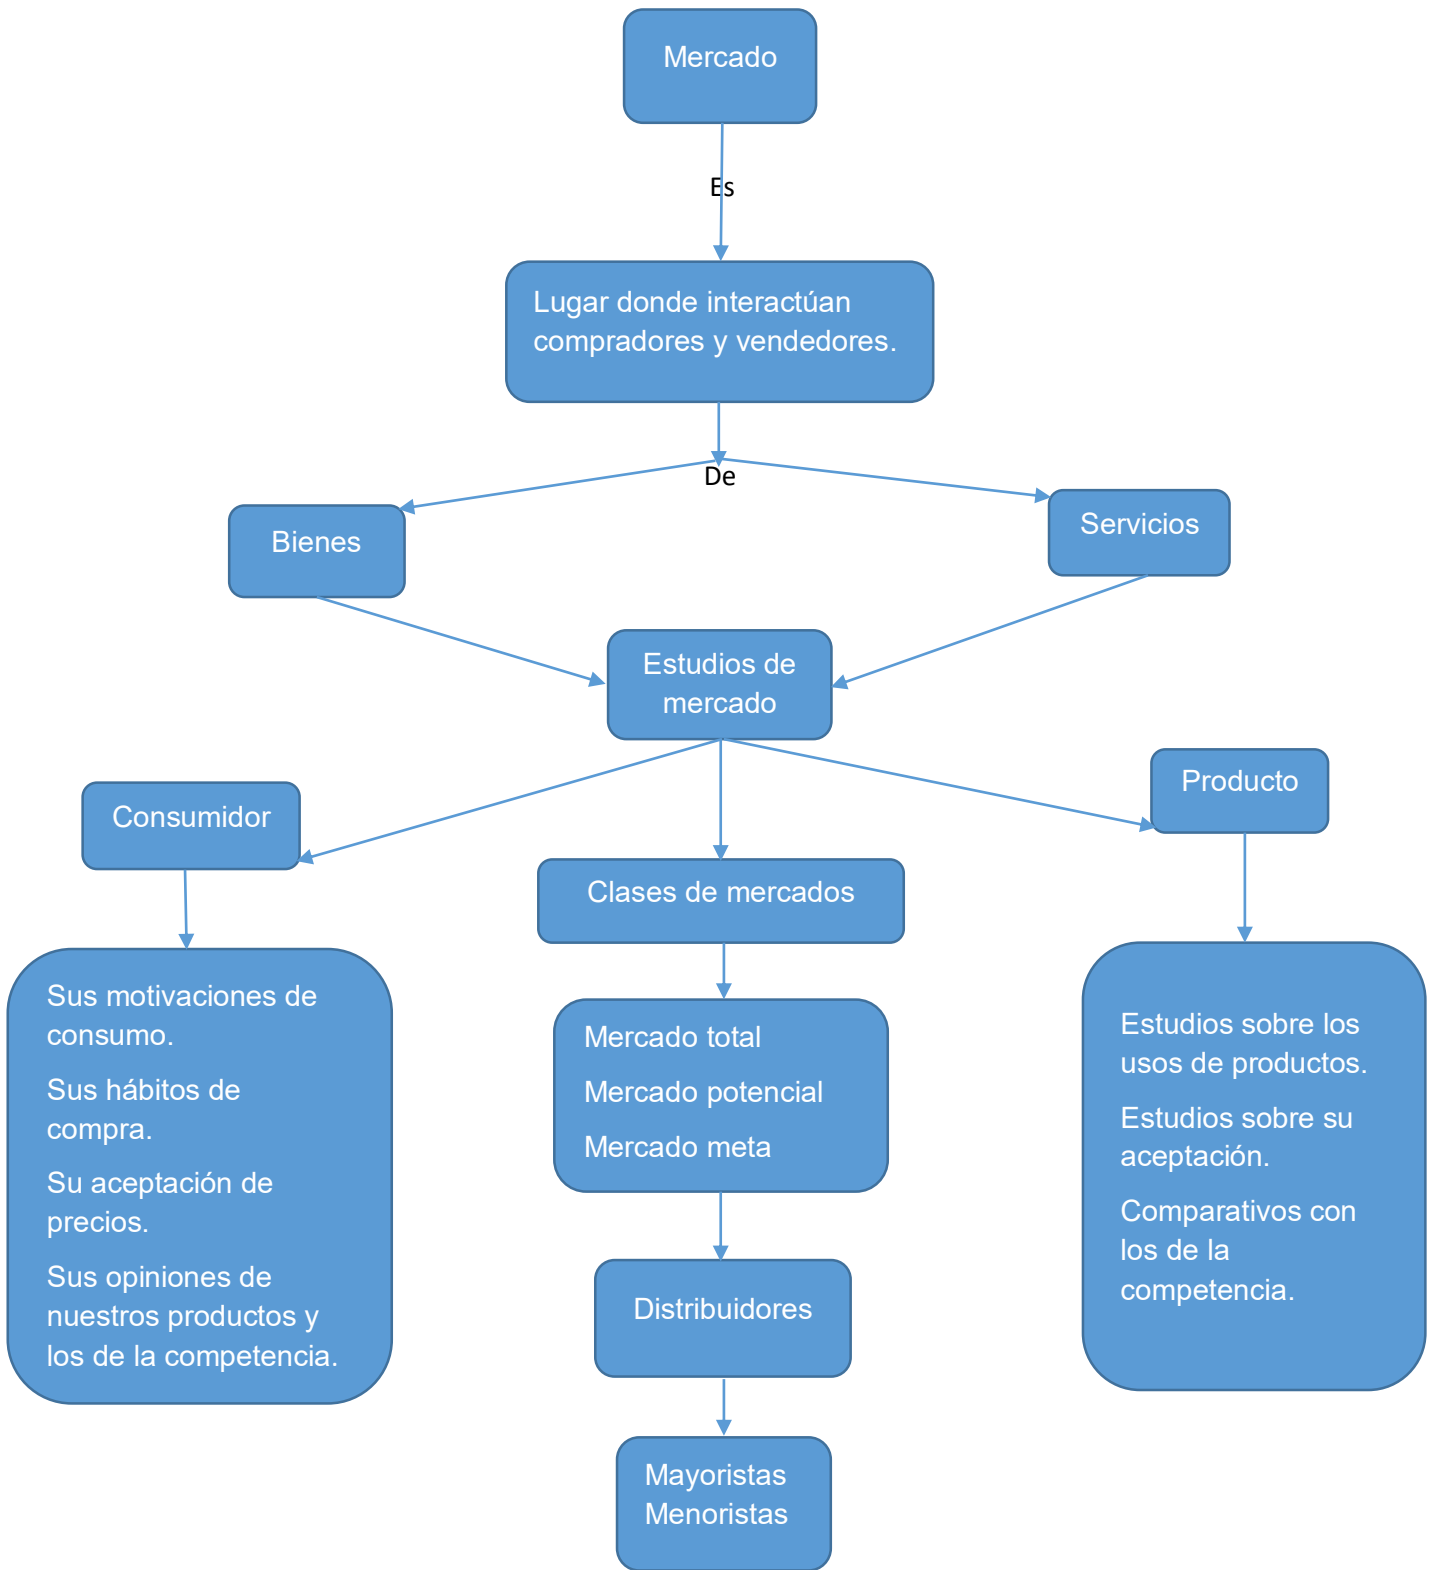 Mercado
Es
Lugar donde interactúan
compradores y vendedores.
De
Bienes
Servicios
Estudios de
mercado
Consumidor
Clases de mercados
Producto
Sus motivaciones de
consumo.
Sus hábitos de
compra.
Su aceptación de
precios.
Sus opiniones de
nuestros productos y
los de la competencia.
Mercado total
Mercado potencial
Mercado meta
Distribuidores
Mayoristas
Menoristas
Estudios sobre los
usos de productos.
Estudios sobre su
aceptación.
Comparativos con
los de la
competencia.